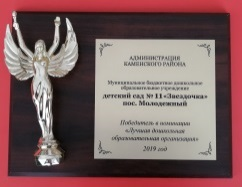 АДМИНИСТРАЦИЯ
КАМЕНСКОГО РАЙОНА
Муниципальное бюджетное дошкольное
образовательное учреждение
детский сад № 11 «Звездочка»
пос. Молодежный
Победитель в номинации
«Лучшая дошкольная
образовательная организация»
2019 год